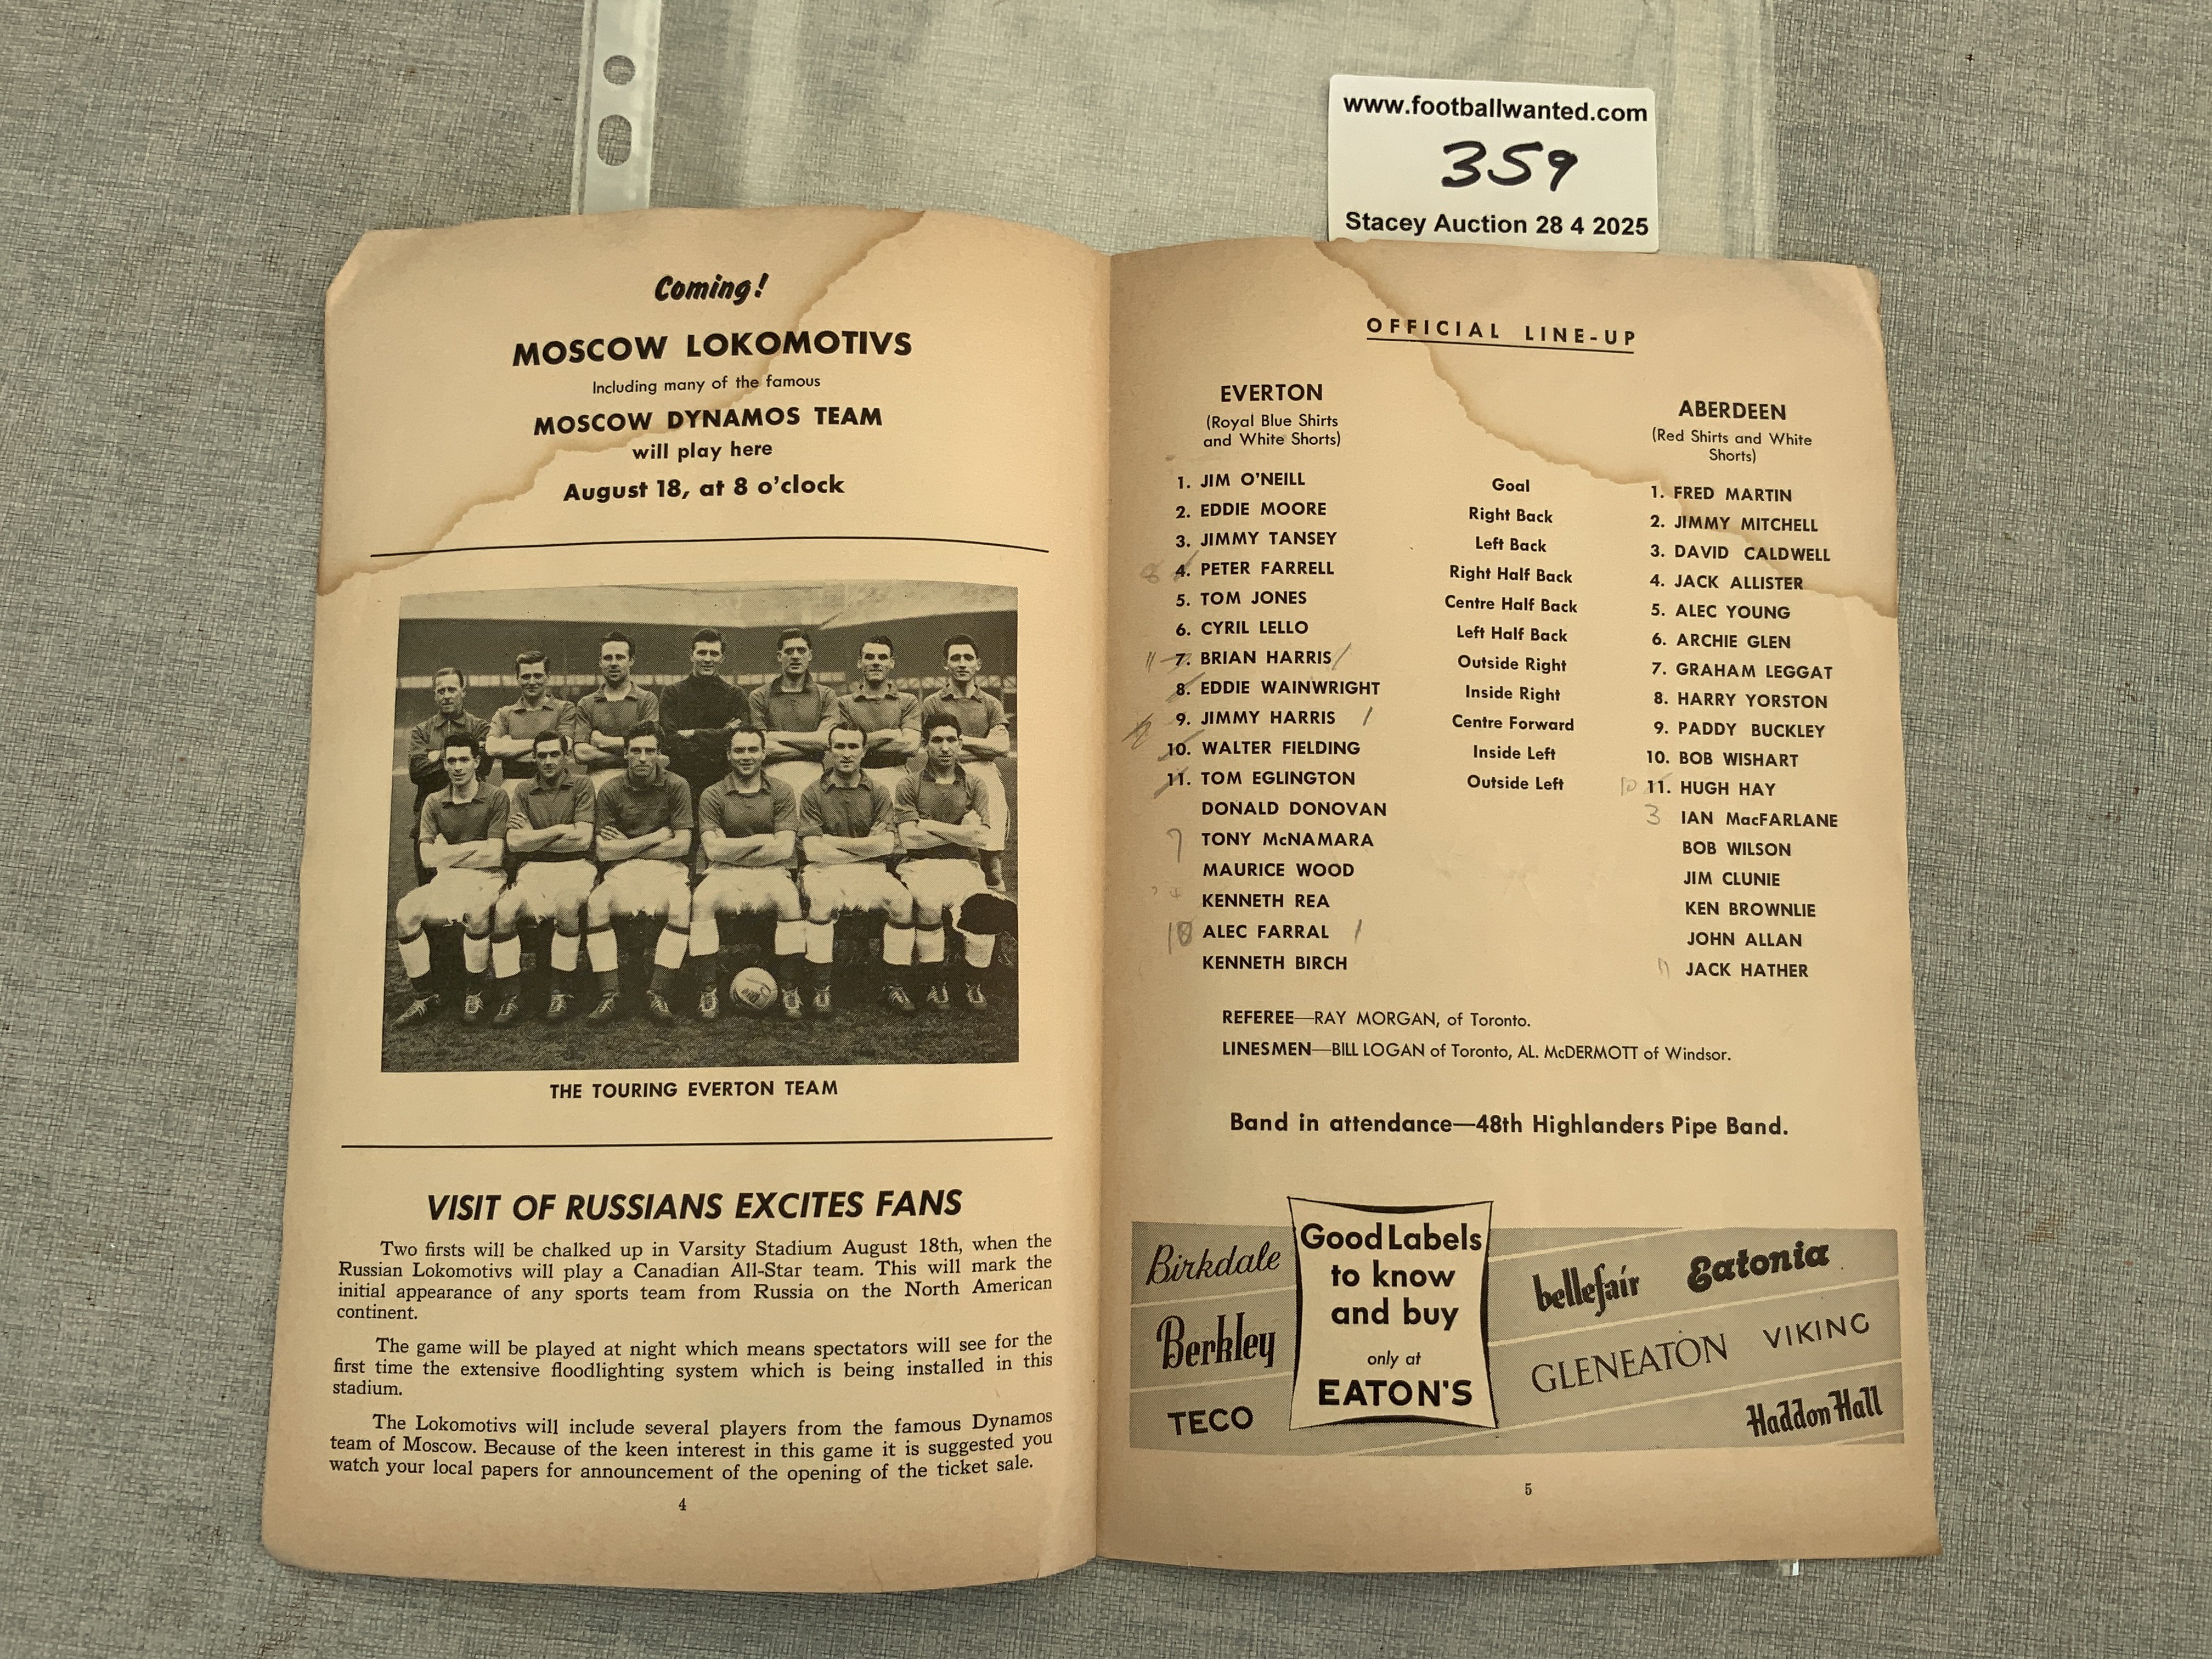 www.footballwanted.com
359
Stacey Auction 28 4 2025
Coming!
MOSCOW LOKOMOTIVS
Including many of the famous
MOSCOW DYNAMOS TEAM
will play here
August 18, at 8 o'clock
THE TOURING EVERTON TEAM
VISIT OF RUSSIANS EXCITES FANS
Two firsts will be chalked up in Varsity Stadium August 18th, when the
Russian Lokomotivs will play a Canadian All-Star team. This will mark the
initial appearance of any sports team from Russia on the North American
continent.
The game will be played at night which means spectators will see for the
first time the extensive floodlighting system which is being installed in this
stadium.
The Lokomotivs will include several players from the famous Dynamos
team of Moscow. Because of the keen interest in this game it is suggested you
watch your local papers for announcement of the opening of the ticket sale.
4
OFFICIAL LINE-UP
EVERTON
(Royal Blue Shirts
and White Shorts)
ABERDEEN
(Red Shirts and White
Shorts)
1. JIM O'NEILL Goal 1. FRED MARTIN
2. EDDIE MOORE Right Back 2. JIMMY MITCHELL
3. JIMMY TANSEY Left Back 3. DAVID CALDWELL
8 4. PETER FARRELL Right Half Back 4. JACK ALLISTER
5. TOM JONES Centre Half Back 5. ALEC YOUNG
6. CYRIL LELLO Left Half Back 6. ARCHIE GLEN
11 7. BRIAN HARRIS / Outside Right 7. GRAHAM LEGGAT
8. EDDIE WAINWRIGHT Inside Right 8. HARRY YORSTON
9. JIMMY HARRIS / Centre Forward 9. PADDY BUCKLEY
10. WALTER FIELDING Inside Left 10. BOB WISHART
11. TOM EGLINGTON Outside Left 10 11. HUGH HAY
DONALD DONOVAN 3 IAN MacFARLANE
7 TONY McNAMARA BOB WILSON
MAURICE WOOD JIM CLUNIE
4 KENNETH REA KEN BROWNLIE
10 ALEC FARRAL / JOHN ALLAN
KENNETH BIRCH 11 JACK HATHER
REFEREE—RAY MORGAN, of Toronto.
LINESMEN—BILL LOGAN of Toronto, AL. McDERMOTT of Windsor.
Band in attendance—48th Highlanders Pipe Band.
Birkdale
Berkley
TECO
Good Labels
to know
and buy
only at
EATON'S
bellefair Eatonia
GLENEATON VIKING
Haddon Hall
5